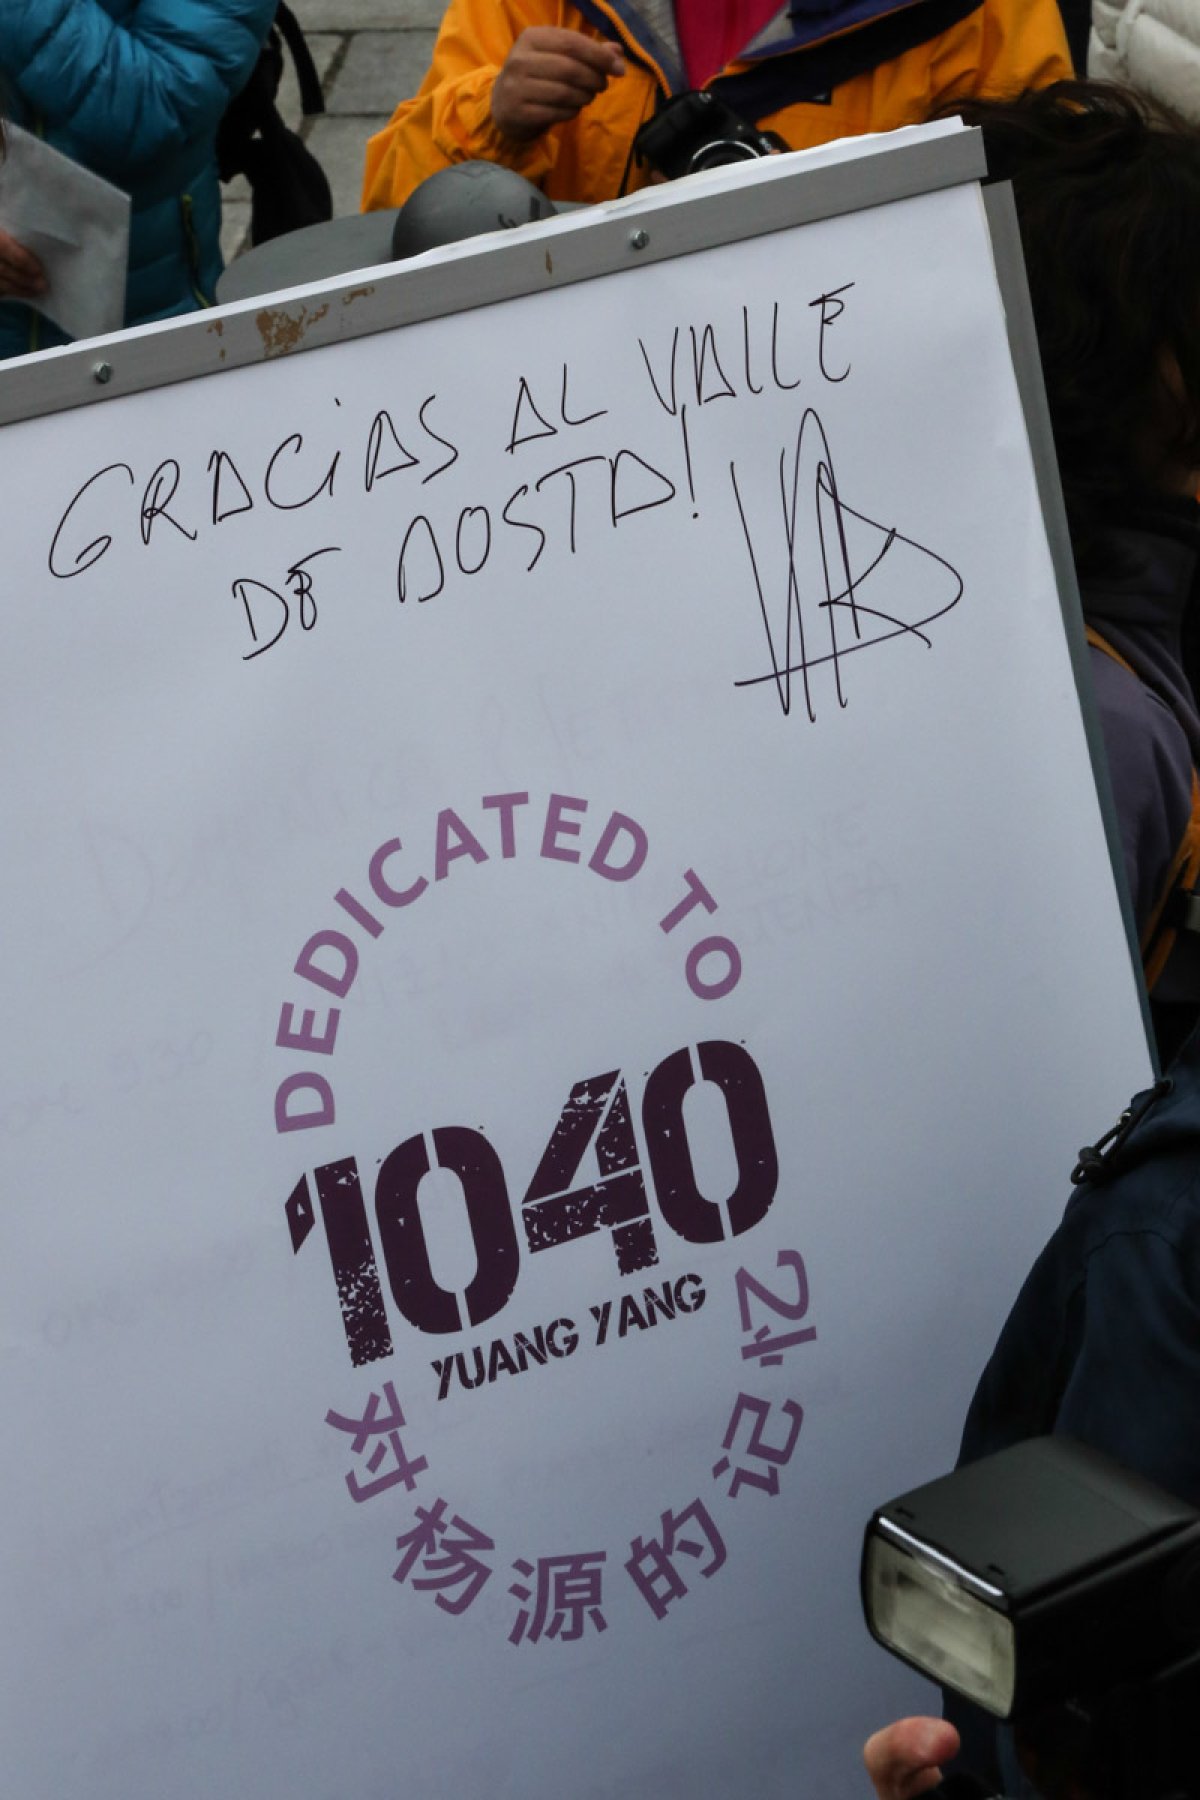 GRACIAS AL VALLE
DE AOSTA!
DEDICATED TO
1040
YUANG YANG
对杨源的记忆